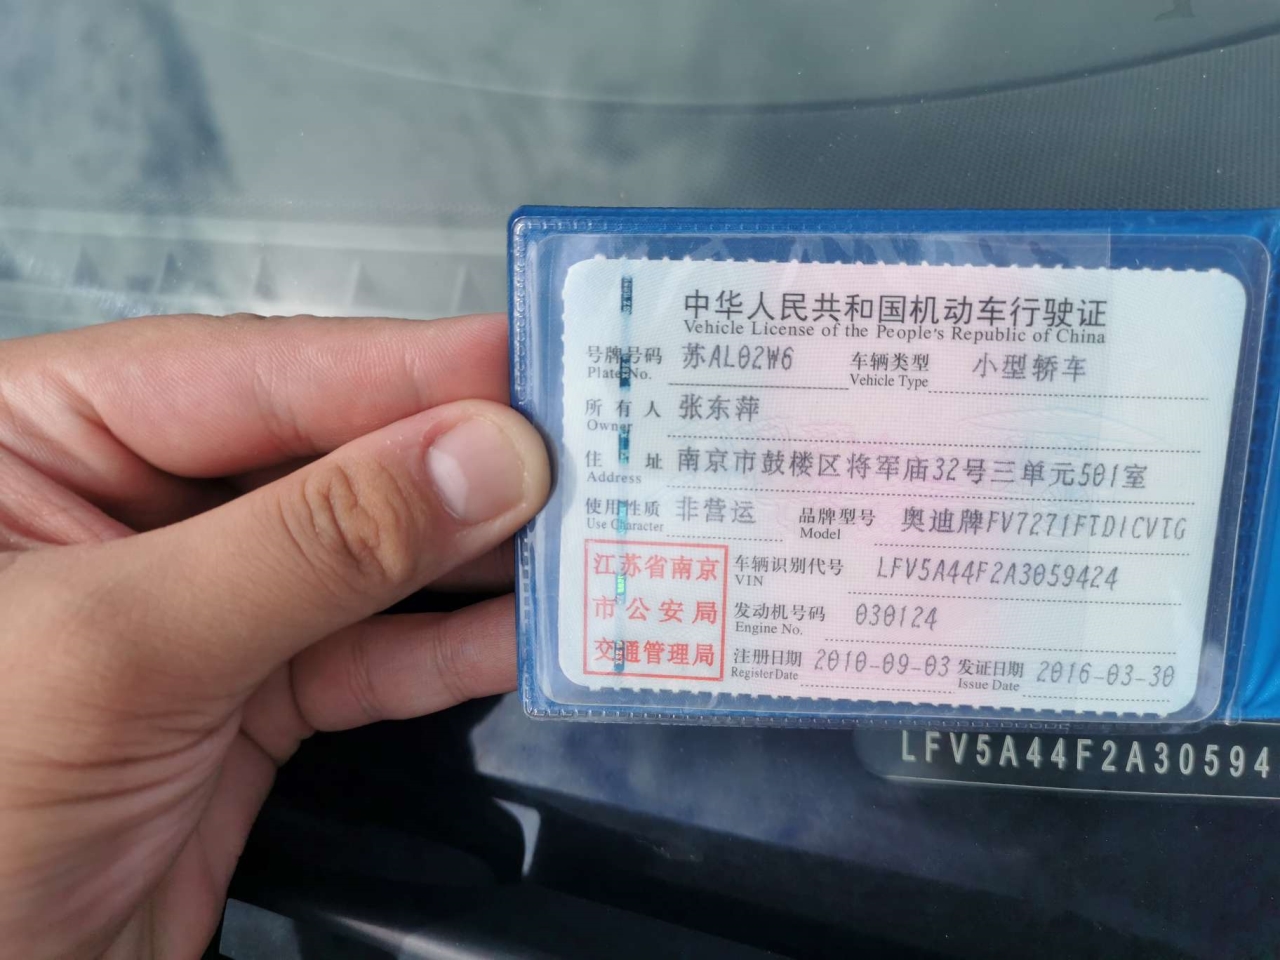 中华人民共和国机动车行驶证
Vehicle License of the People's Republic of China
号牌号码 苏AL02W6 车辆类型 小型轿车
Plate No. Vehicle Type
所有人 张东萍
Owner
住址 南京市鼓楼区将军庙32号三单元501室
Address
使用性质 非营运 品牌型号 奥迪牌FV7271FTDICVTG
Use Character Model
江苏省南京
市公安局
交通管理局
车辆识别代号 LFV5A44F2A3059424
VIN
发动机号码 030124
Engine No.
注册日期 2010-09-03 发证日期 2016-03-30
Register Date Issue Date
LFV5A44F2A30594